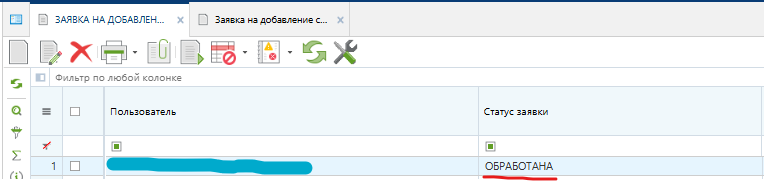 ЗАЯВКА НА ДОБАВЛЕН... × Заявка на добавление с... ×
Фильтр по любой колонке
Пользователь Статус заявки
1 ОБРАБОТАНА